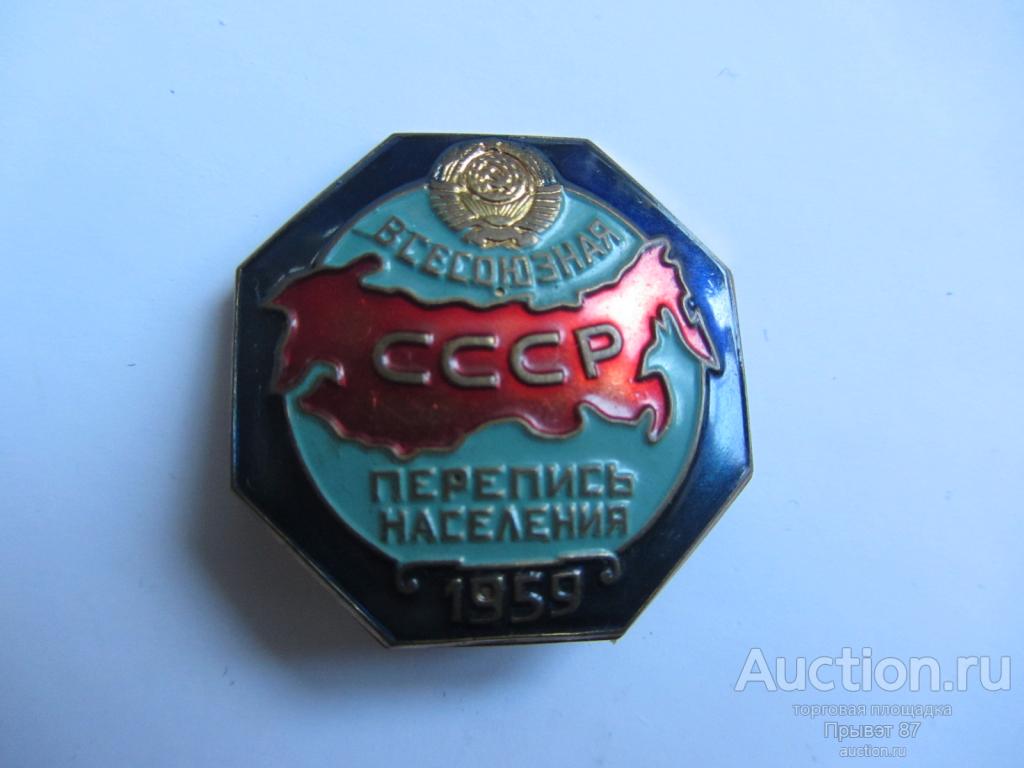 ВСЕСОЮЗНАЯ
СССР
ПЕРЕПИСЬ
НАСЕЛЕНИЯ
1959
Auction.ru
торговая площадка
Прывэт 87
auction.ru